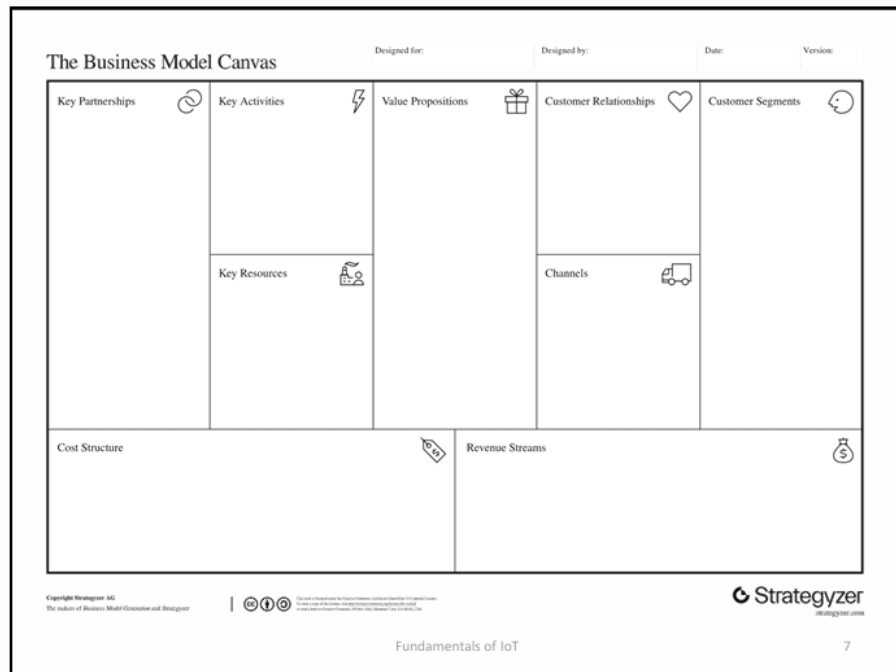 The Business Model Canvas
Designed for:
Designed by:
Date:
Version:
Key Partnerships
Key Activities
Value Propositions
Customer Relationships
Customer Segments
Key Resources
Channels
Cost Structure
Revenue Streams
Copyright Strategyzer AG
The makers of Business Model Generation and Strategyzer
Strategyzer
strategyzer.com
Fundamentals of IoT
7